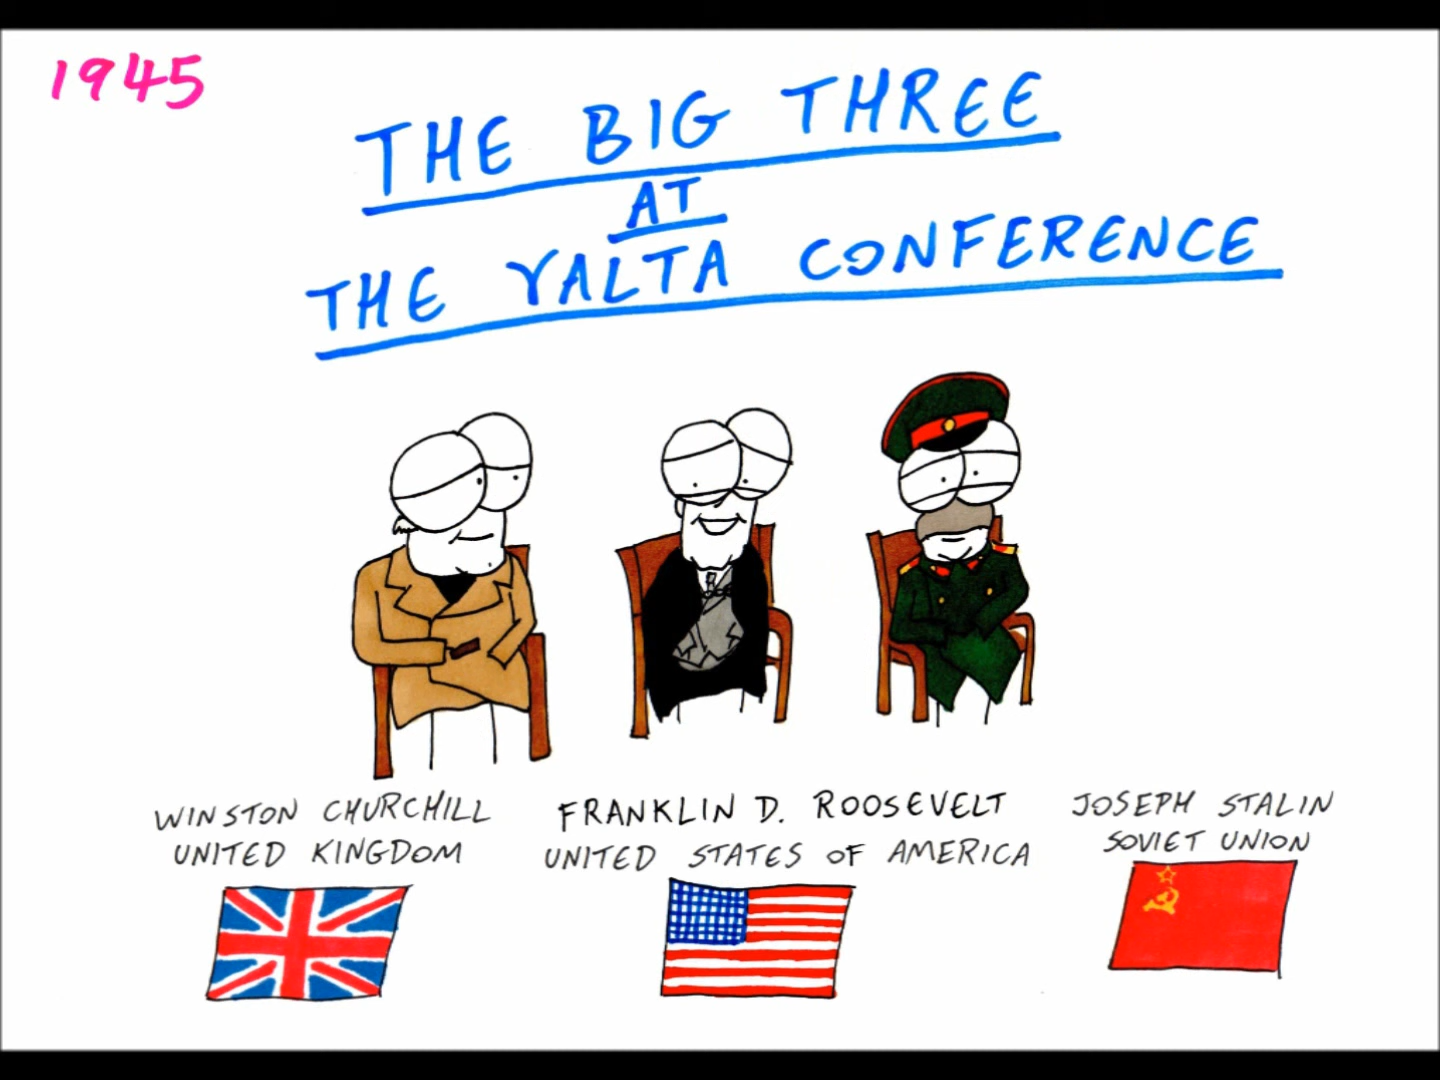 1945
THE BIG THREE
AT
THE YALTA CONFERENCE
WINSTON CHURCHILL
UNITED KINGDOM
FRANKLIN D. ROOSEVELT
UNITED STATES OF AMERICA
JOSEPH STALIN
SOVIET UNION